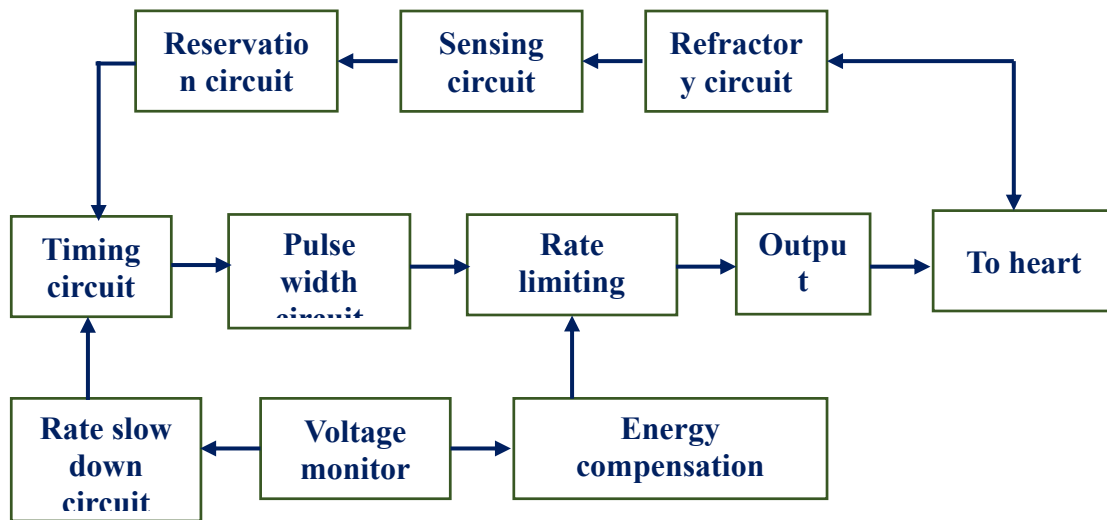 Reservatio
n circuit
Sensing
circuit
Refractor
y circuit
Timing
circuit
Pulse
width
circuit
Rate
limiting
Outpu
t
To heart
Rate slow
down
circuit
Voltage
monitor
Energy
compensation